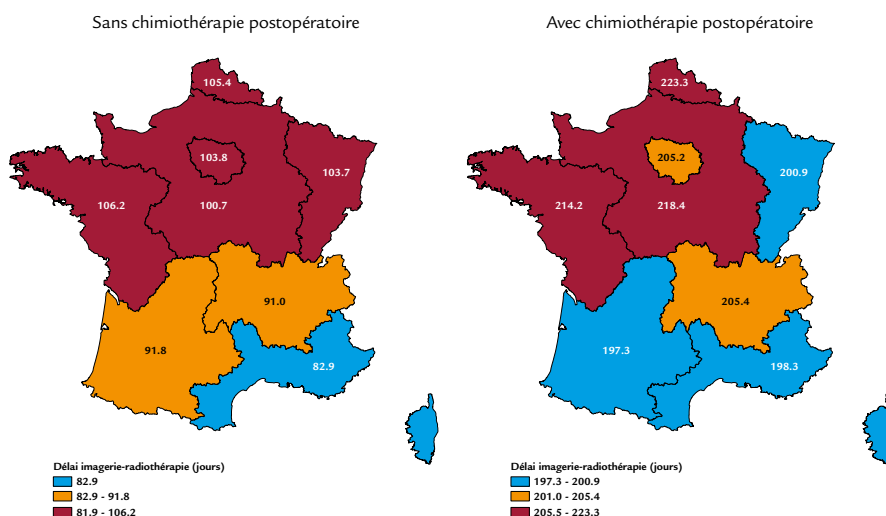 Sans chimiothérapie postopératoire
105.4
103.8
103.7
106.2
100.7
91.0
91.8
82.9
Délai imagerie-radiothérapie (jours)
82.9
82.9 - 91.8
81.9 - 106.2
Avec chimiothérapie postopératoire
223.3
205.2
200.9
214.2
218.4
205.4
197.3
198.3
Délai imagerie-radiothérapie (jours)
197.3 - 200.9
201.0 - 205.4
205.5 - 223.3